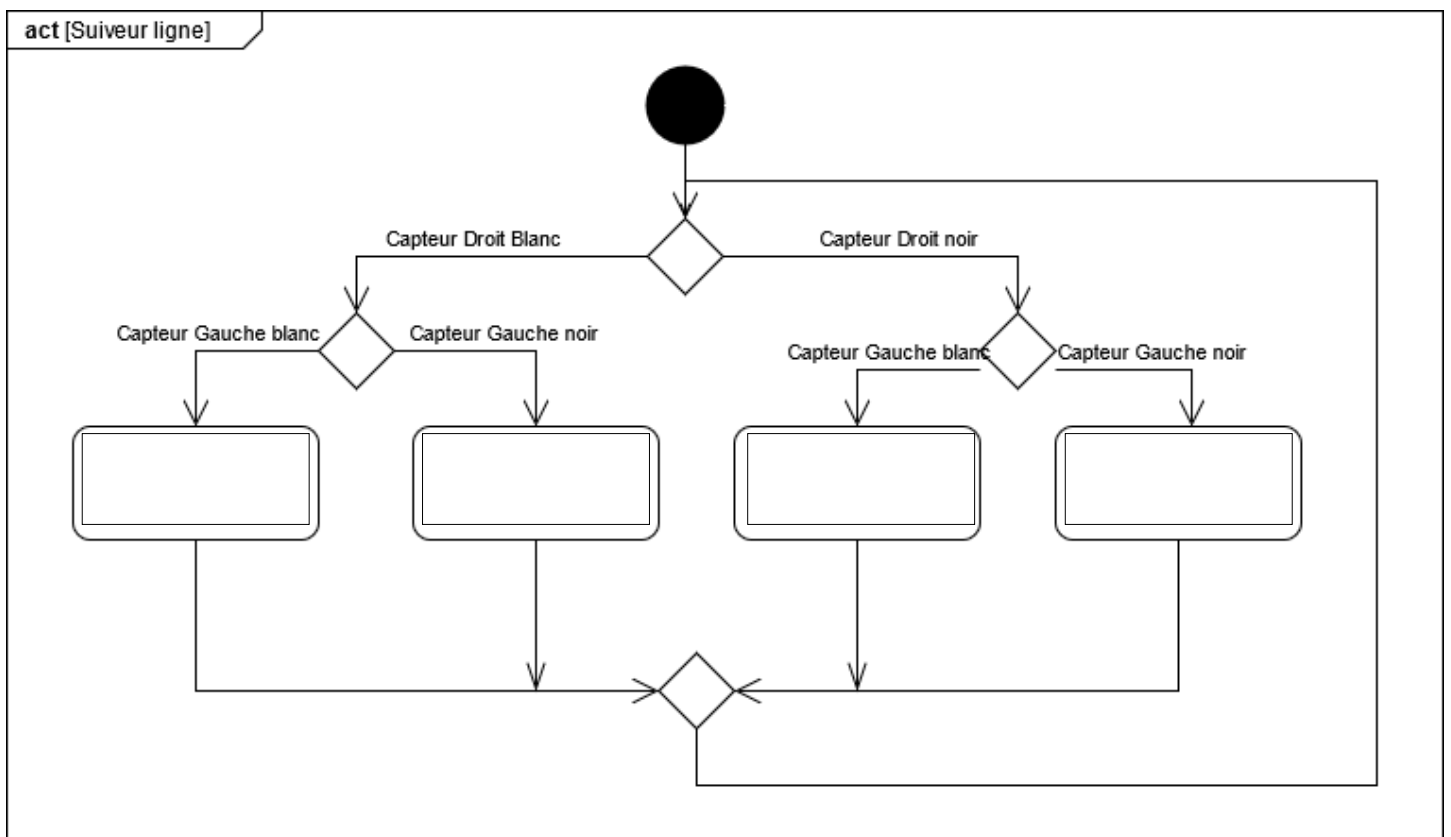 act [Suiveur ligne]
Capteur Droit Blanc
Capteur Droit noir
Capteur Gauche blanc
Capteur Gauche noir
Capteur Gauche blanc
Capteur Gauche noir